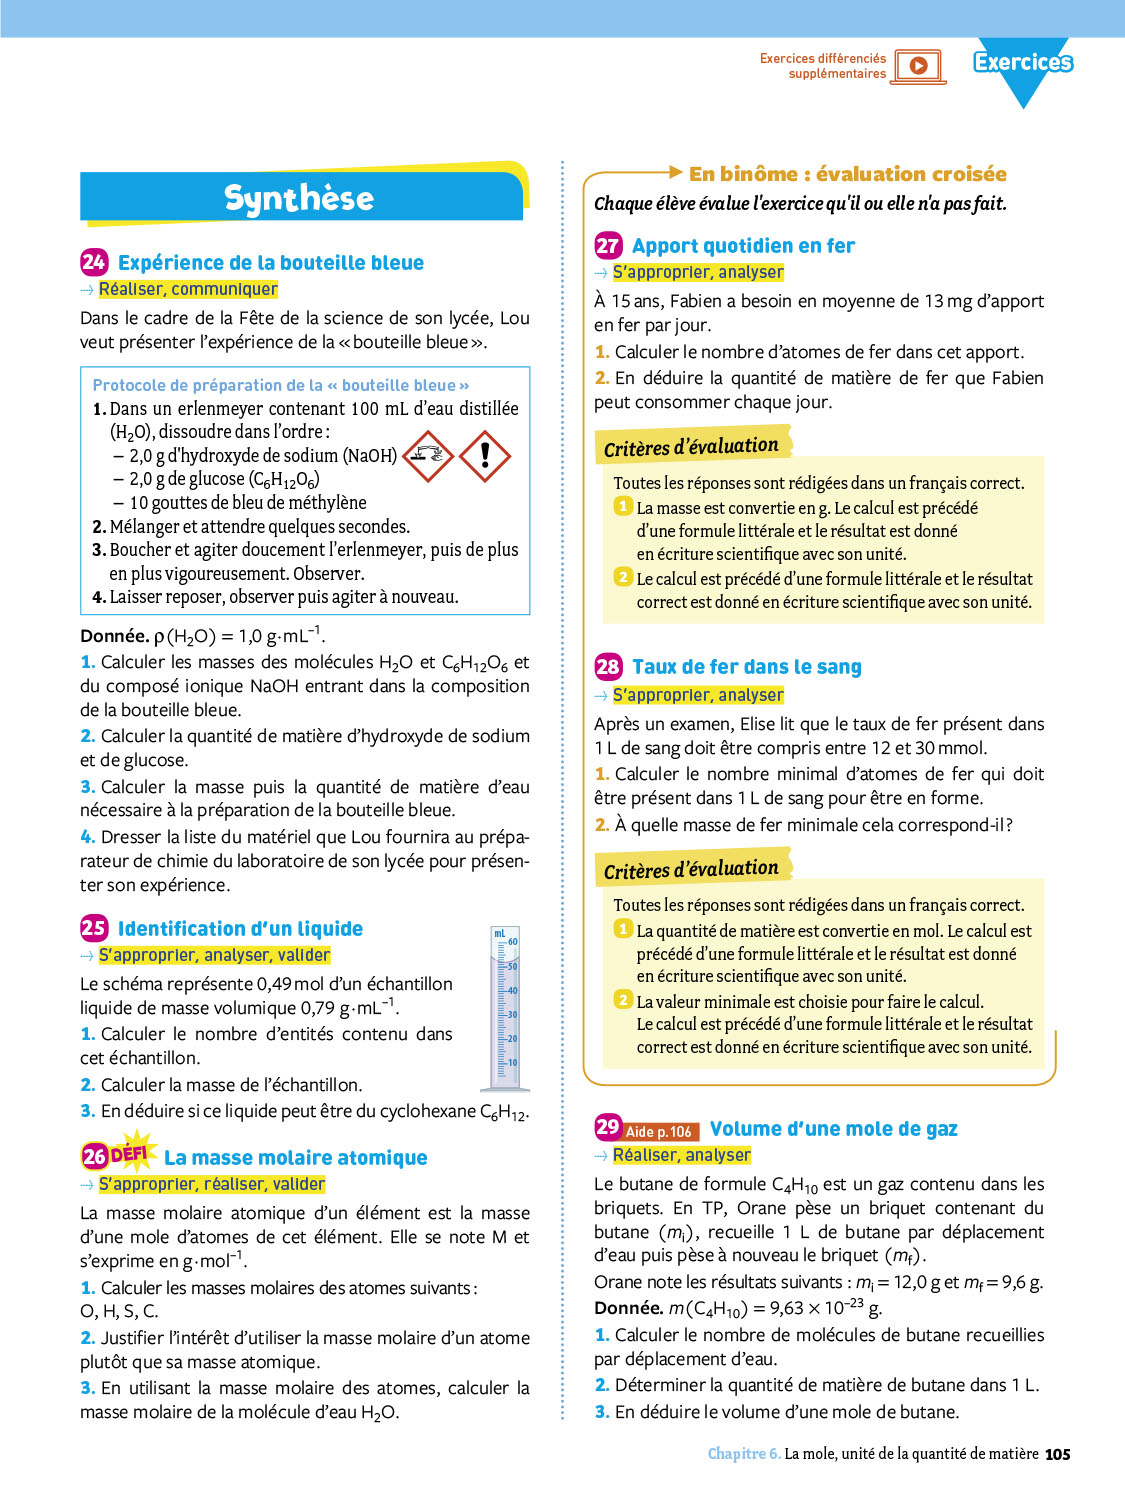 Exercices différenciés
supplémentaires
Exercices
Synthèse
24 Expérience de la bouteille bleue
→ Réaliser, communiquer
Dans le cadre de la Fête de la science de son lycée, Lou
veut présenter l'expérience de la « bouteille bleue ».
Protocole de préparation de la « bouteille bleue »
1. Dans un erlenmeyer contenant 100 mL d'eau distillée
(H₂O), dissoudre dans l'ordre :
– 2,0 g d'hydroxyde de sodium (NaOH)
– 2,0 g de glucose (C₆H₁₂O₆)
– 10 gouttes de bleu de méthylène
2. Mélanger et attendre quelques secondes.
3. Boucher et agiter doucement l'erlenmeyer, puis de plus
en plus vigoureusement. Observer.
4. Laisser reposer, observer puis agiter à nouveau.
Donnée. ρ(H₂O) = 1,0 g·mL⁻¹.
1. Calculer les masses des molécules H₂O et C₆H₁₂O₆ et
du composé ionique NaOH entrant dans la composition
de la bouteille bleue.
2. Calculer la quantité de matière d'hydroxyde de sodium
et de glucose.
3. Calculer la masse puis la quantité de matière d'eau
nécessaire à la préparation de la bouteille bleue.
4. Dresser la liste du matériel que Lou fournira au prépa-
rateur de chimie du laboratoire de son lycée pour présen-
ter son expérience.
25 Identification d'un liquide
→ S'approprier, analyser, valider
Le schéma représente 0,49 mol d'un échantillon
liquide de masse volumique 0,79 g·mL⁻¹.
1. Calculer le nombre d'entités contenu dans
cet échantillon.
2. Calculer la masse de l'échantillon.
3. En déduire si ce liquide peut être du cyclohexane C₆H₁₂.
mL
60
50
40
30
20
10
26 DÉFI La masse molaire atomique
→ S'approprier, réaliser, valider
La masse molaire atomique d'un élément est la masse
d'une mole d'atomes de cet élément. Elle se note M et
s'exprime en g·mol⁻¹.
1. Calculer les masses molaires des atomes suivants :
O, H, S, C.
2. Justifier l'intérêt d'utiliser la masse molaire d'un atome
plutôt que sa masse atomique.
3. En utilisant la masse molaire des atomes, calculer la
masse molaire de la molécule d'eau H₂O.
En binôme : évaluation croisée
Chaque élève évalue l'exercice qu'il ou elle n'a pas fait.
27 Apport quotidien en fer
→ S'approprier, analyser
À 15 ans, Fabien a besoin en moyenne de 13 mg d'apport
en fer par jour.
1. Calculer le nombre d'atomes de fer dans cet apport.
2. En déduire la quantité de matière de fer que Fabien
peut consommer chaque jour.
Critères d'évaluation
Toutes les réponses sont rédigées dans un français correct.
1 La masse est convertie en g. Le calcul est précédé
d'une formule littérale et le résultat est donné
en écriture scientifique avec son unité.
2 Le calcul est précédé d'une formule littérale et le résultat
correct est donné en écriture scientifique avec son unité.
28 Taux de fer dans le sang
→ S'approprier, analyser
Après un examen, Elise lit que le taux de fer présent dans
1 L de sang doit être compris entre 12 et 30 mmol.
1. Calculer le nombre minimal d'atomes de fer qui doit
être présent dans 1 L de sang pour être en forme.
2. À quelle masse de fer minimale cela correspond-il ?
Critères d'évaluation
Toutes les réponses sont rédigées dans un français correct.
1 La quantité de matière est convertie en mol. Le calcul est
précédé d'une formule littérale et le résultat est donné
en écriture scientifique avec son unité.
2 La valeur minimale est choisie pour faire le calcul.
Le calcul est précédé d'une formule littérale et le résultat
correct est donné en écriture scientifique avec son unité.
29 Aide p. 106 Volume d'une mole de gaz
→ Réaliser, analyser
Le butane de formule C₄H₁₀ est un gaz contenu dans les
briquets. En TP, Orane pèse un briquet contenant du
butane (mᵢ), recueille 1 L de butane par déplacement
d'eau puis pèse à nouveau le briquet (m_f).
Orane note les résultats suivants : mᵢ = 12,0 g et m_f = 9,6 g.
Donnée. m(C₄H₁₀) = 9,63 × 10⁻²³ g.
1. Calculer le nombre de molécules de butane recueillies
par déplacement d'eau.
2. Déterminer la quantité de matière de butane dans 1 L.
3. En déduire le volume d'une mole de butane.
Chapitre 6. La mole, unité de la quantité de matière 105